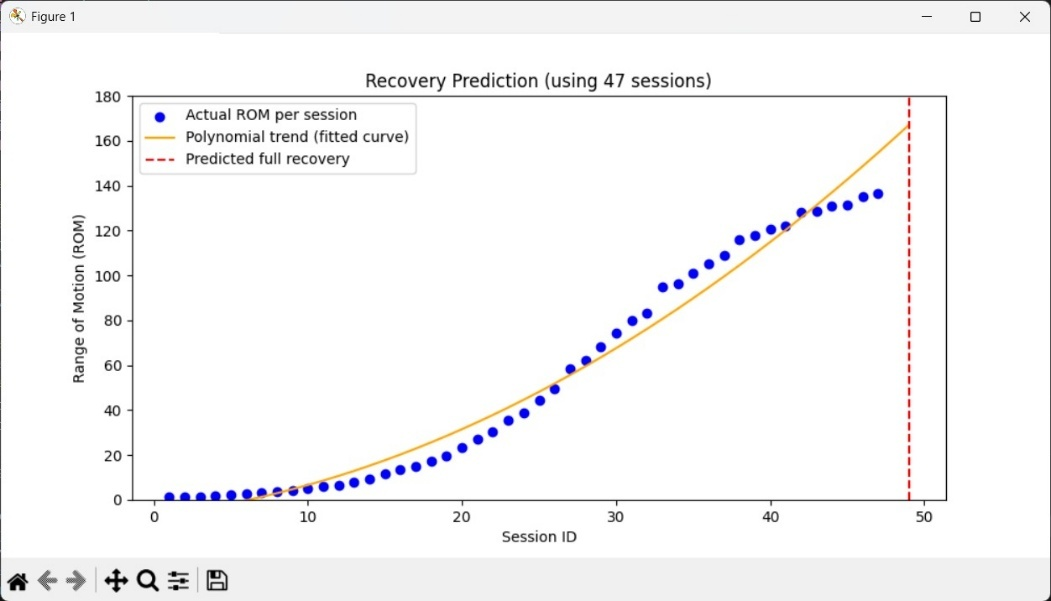 Figure 1
Recovery Prediction (using 47 sessions)
Actual ROM per session
Polynomial trend (fitted curve)
Predicted full recovery
Range of Motion (ROM)
180
160
140
120
100
80
60
40
20
0
0 10 20 30 40 50
Session ID